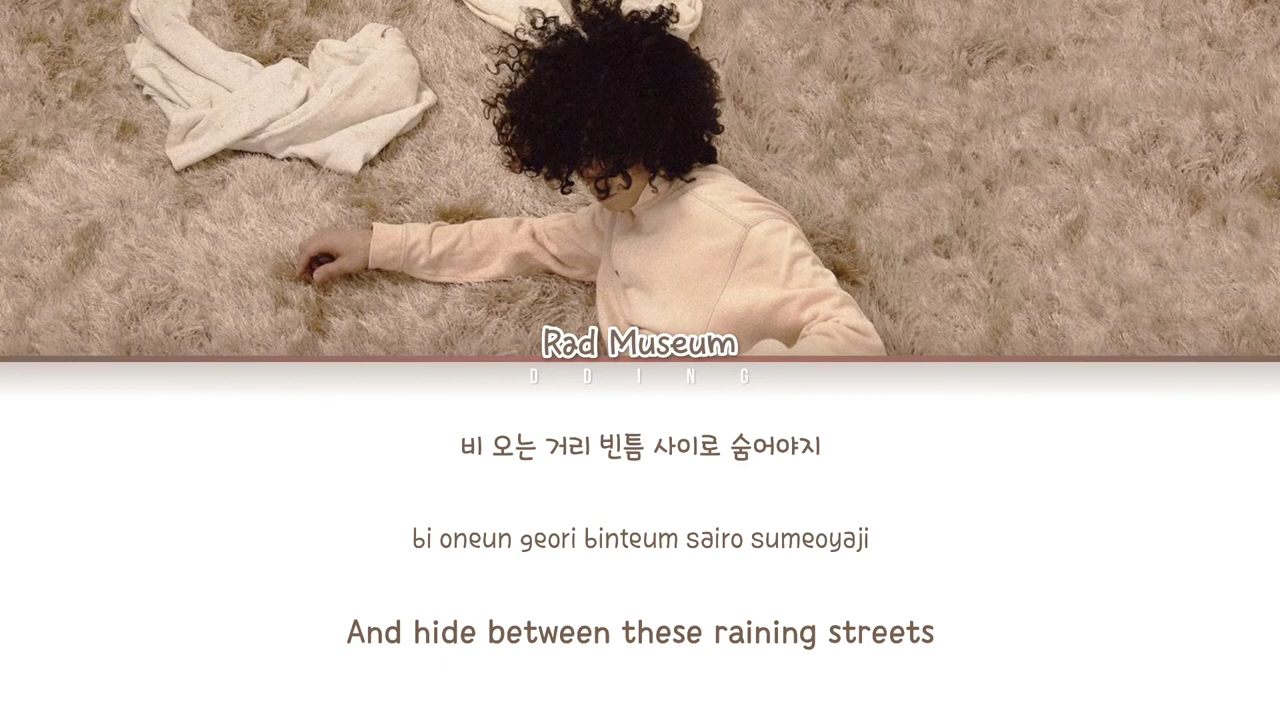 Rad Museum
DDING
비 오는 거리 빈틈 사이로 숨어야지
bi oneun geori binteum sairo sumeoyaji
And hide between these raining streets